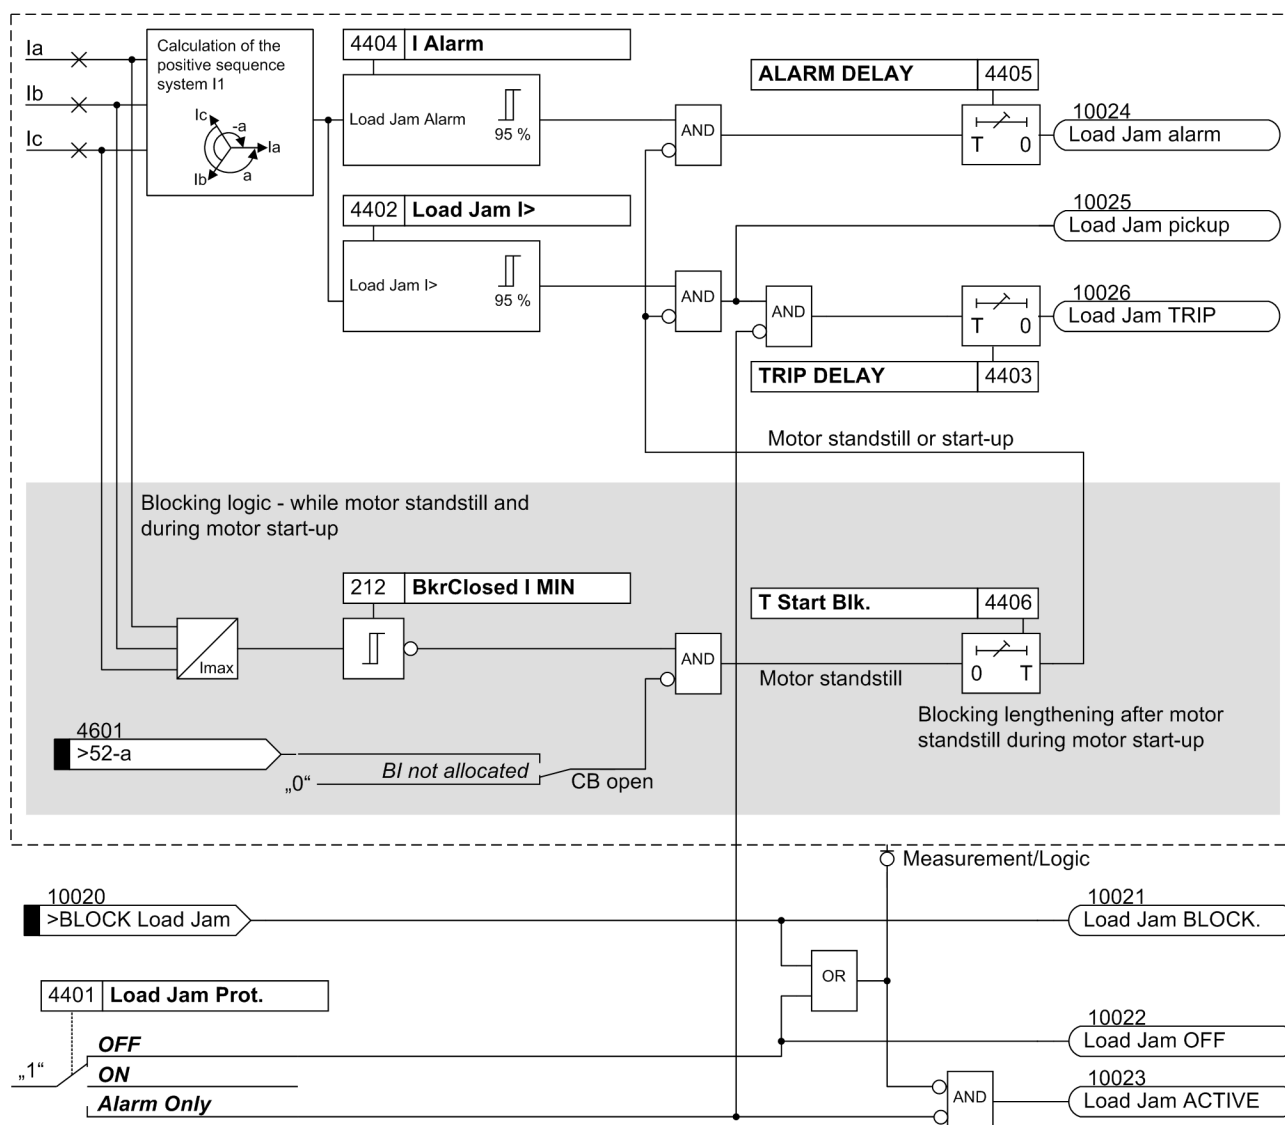 Ia
Ib
Ic
Calculation of the
positive sequence
system I1
Ic
-a
Ia
Ib
a
4404 I Alarm
Load Jam Alarm
95 %
4402 Load Jam I>
Load Jam I>
95 %
AND
AND
AND
ALARM DELAY 4405
T 0
10024
Load Jam alarm
10025
Load Jam pickup
T 0
10026
Load Jam TRIP
TRIP DELAY 4403
Motor standstill or start-up
Blocking logic - while motor standstill and
during motor start-up
212 BkrClosed I MIN
Imax
AND
Motor standstill
T Start Blk. 4406
0 T
Blocking lengthening after motor
standstill during motor start-up
4601
>52-a
BI not allocated
„0“
CB open
Measurement/Logic
10020
>BLOCK Load Jam
10021
Load Jam BLOCK.
OR
4401 Load Jam Prot.
10022
Load Jam OFF
OFF
„1“
ON
Alarm Only
AND
10023
Load Jam ACTIVE